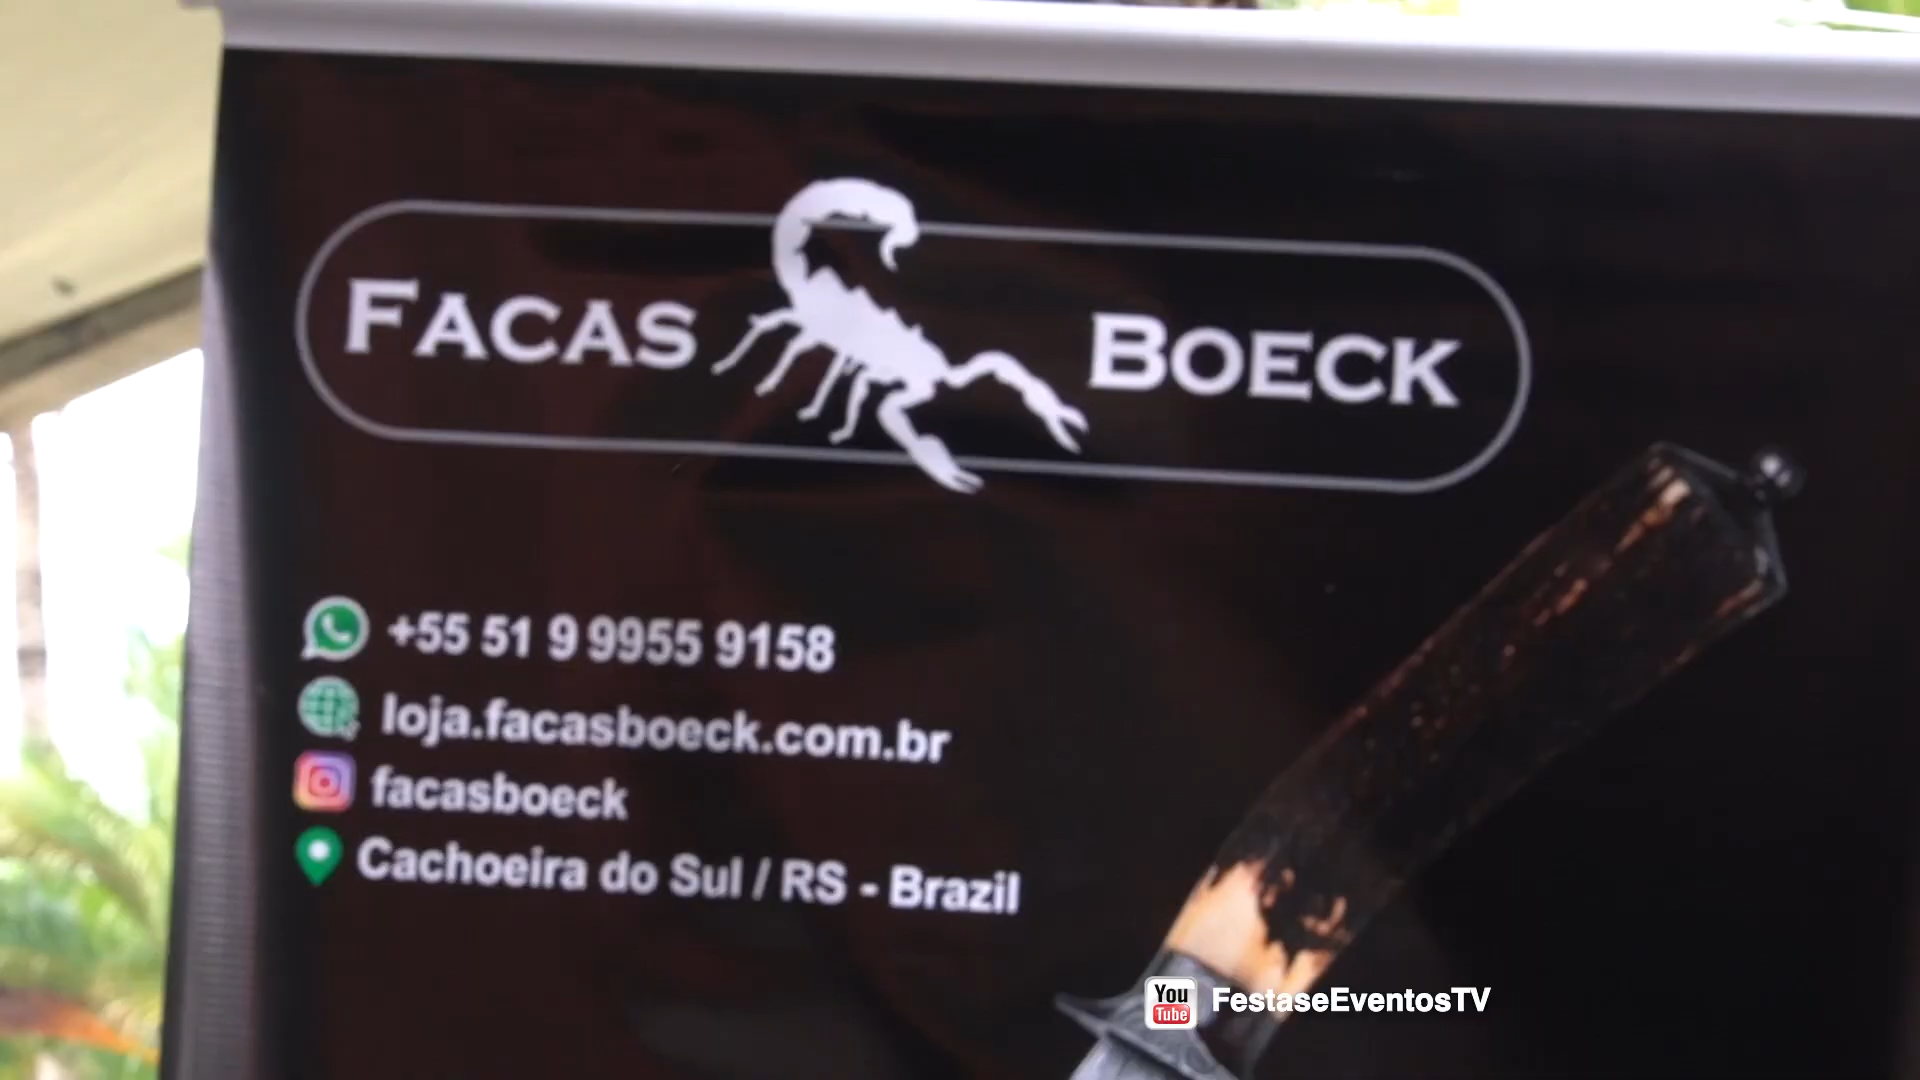 FACAS BOECK
+55 51 9 9955 9158
loja.facasboeck.com.br
facasboeck
Cachoeira do Sul / RS - Brazil
You Tube FestaseEventosTV